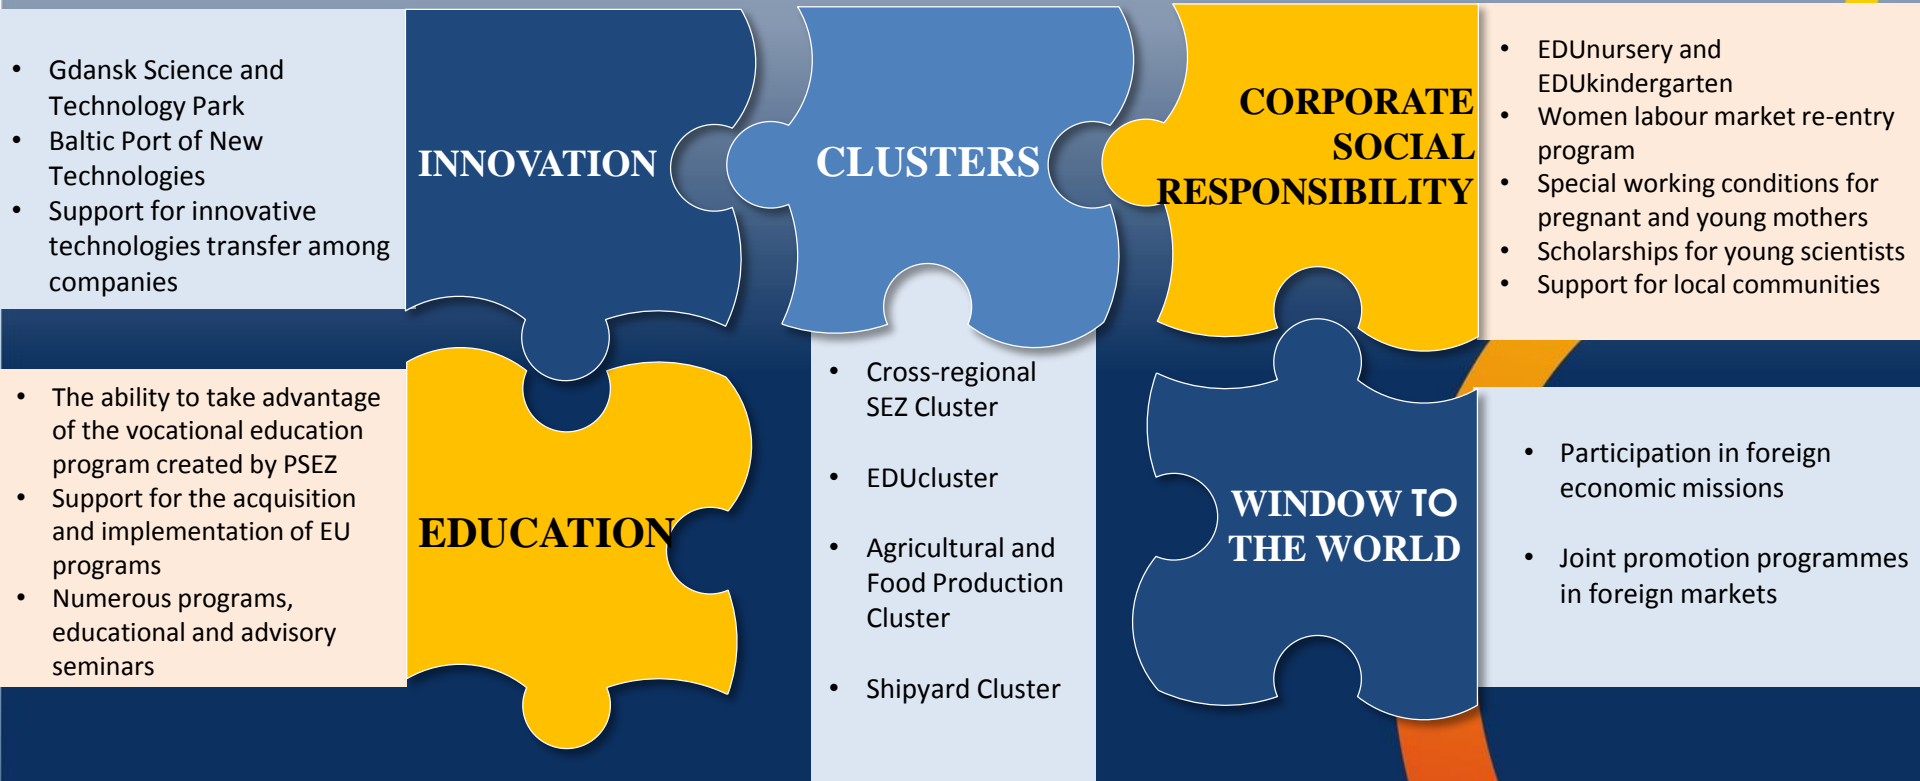 • Gdansk Science and
Technology Park
• Baltic Port of New
Technologies
• Support for innovative
technologies transfer among
companies
INNOVATION
CLUSTERS
CORPORATE
SOCIAL
RESPONSIBILITY
• EDUnursery and
EDUkindergarten
• Women labour market re-entry
program
• Special working conditions for
pregnant and young mothers
• Scholarships for young scientists
• Support for local communities
• The ability to take advantage
of the vocational education
program created by PSEZ
• Support for the acquisition
and implementation of EU
programs
• Numerous programs,
educational and advisory
seminars
EDUCATION
• Cross-regional
SEZ Cluster
• EDUcluster
• Agricultural and
Food Production
Cluster
• Shipyard Cluster
WINDOW TO
THE WORLD
• Participation in foreign
economic missions
• Joint promotion programmes
in foreign markets